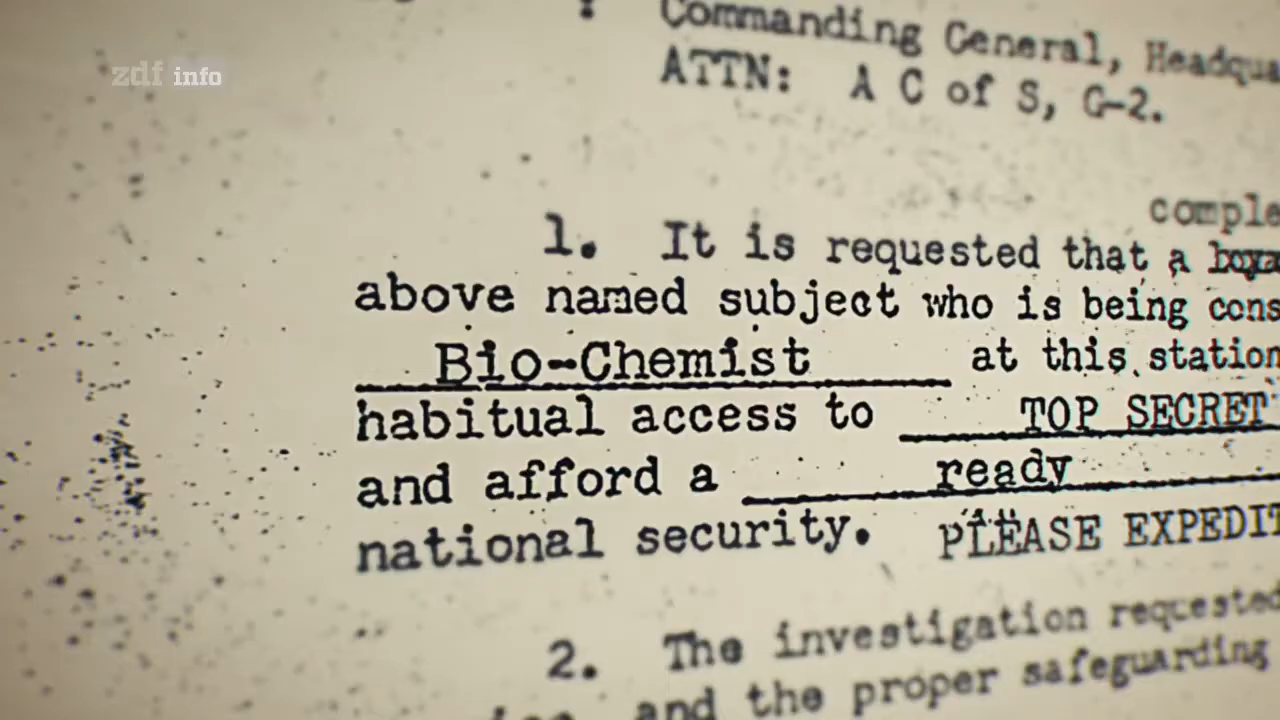 zdf info
: Commanding General, Headqua
ATTN: A C of S, G-2.
comple
1. It is requested that a
above named subject who is being cons
Bio-Chemist at this station
habitual access to TOP SECRET
and afford a ready
national security. PLEASE EXPEDIT
2. The investigation requested
and the proper safeguarding